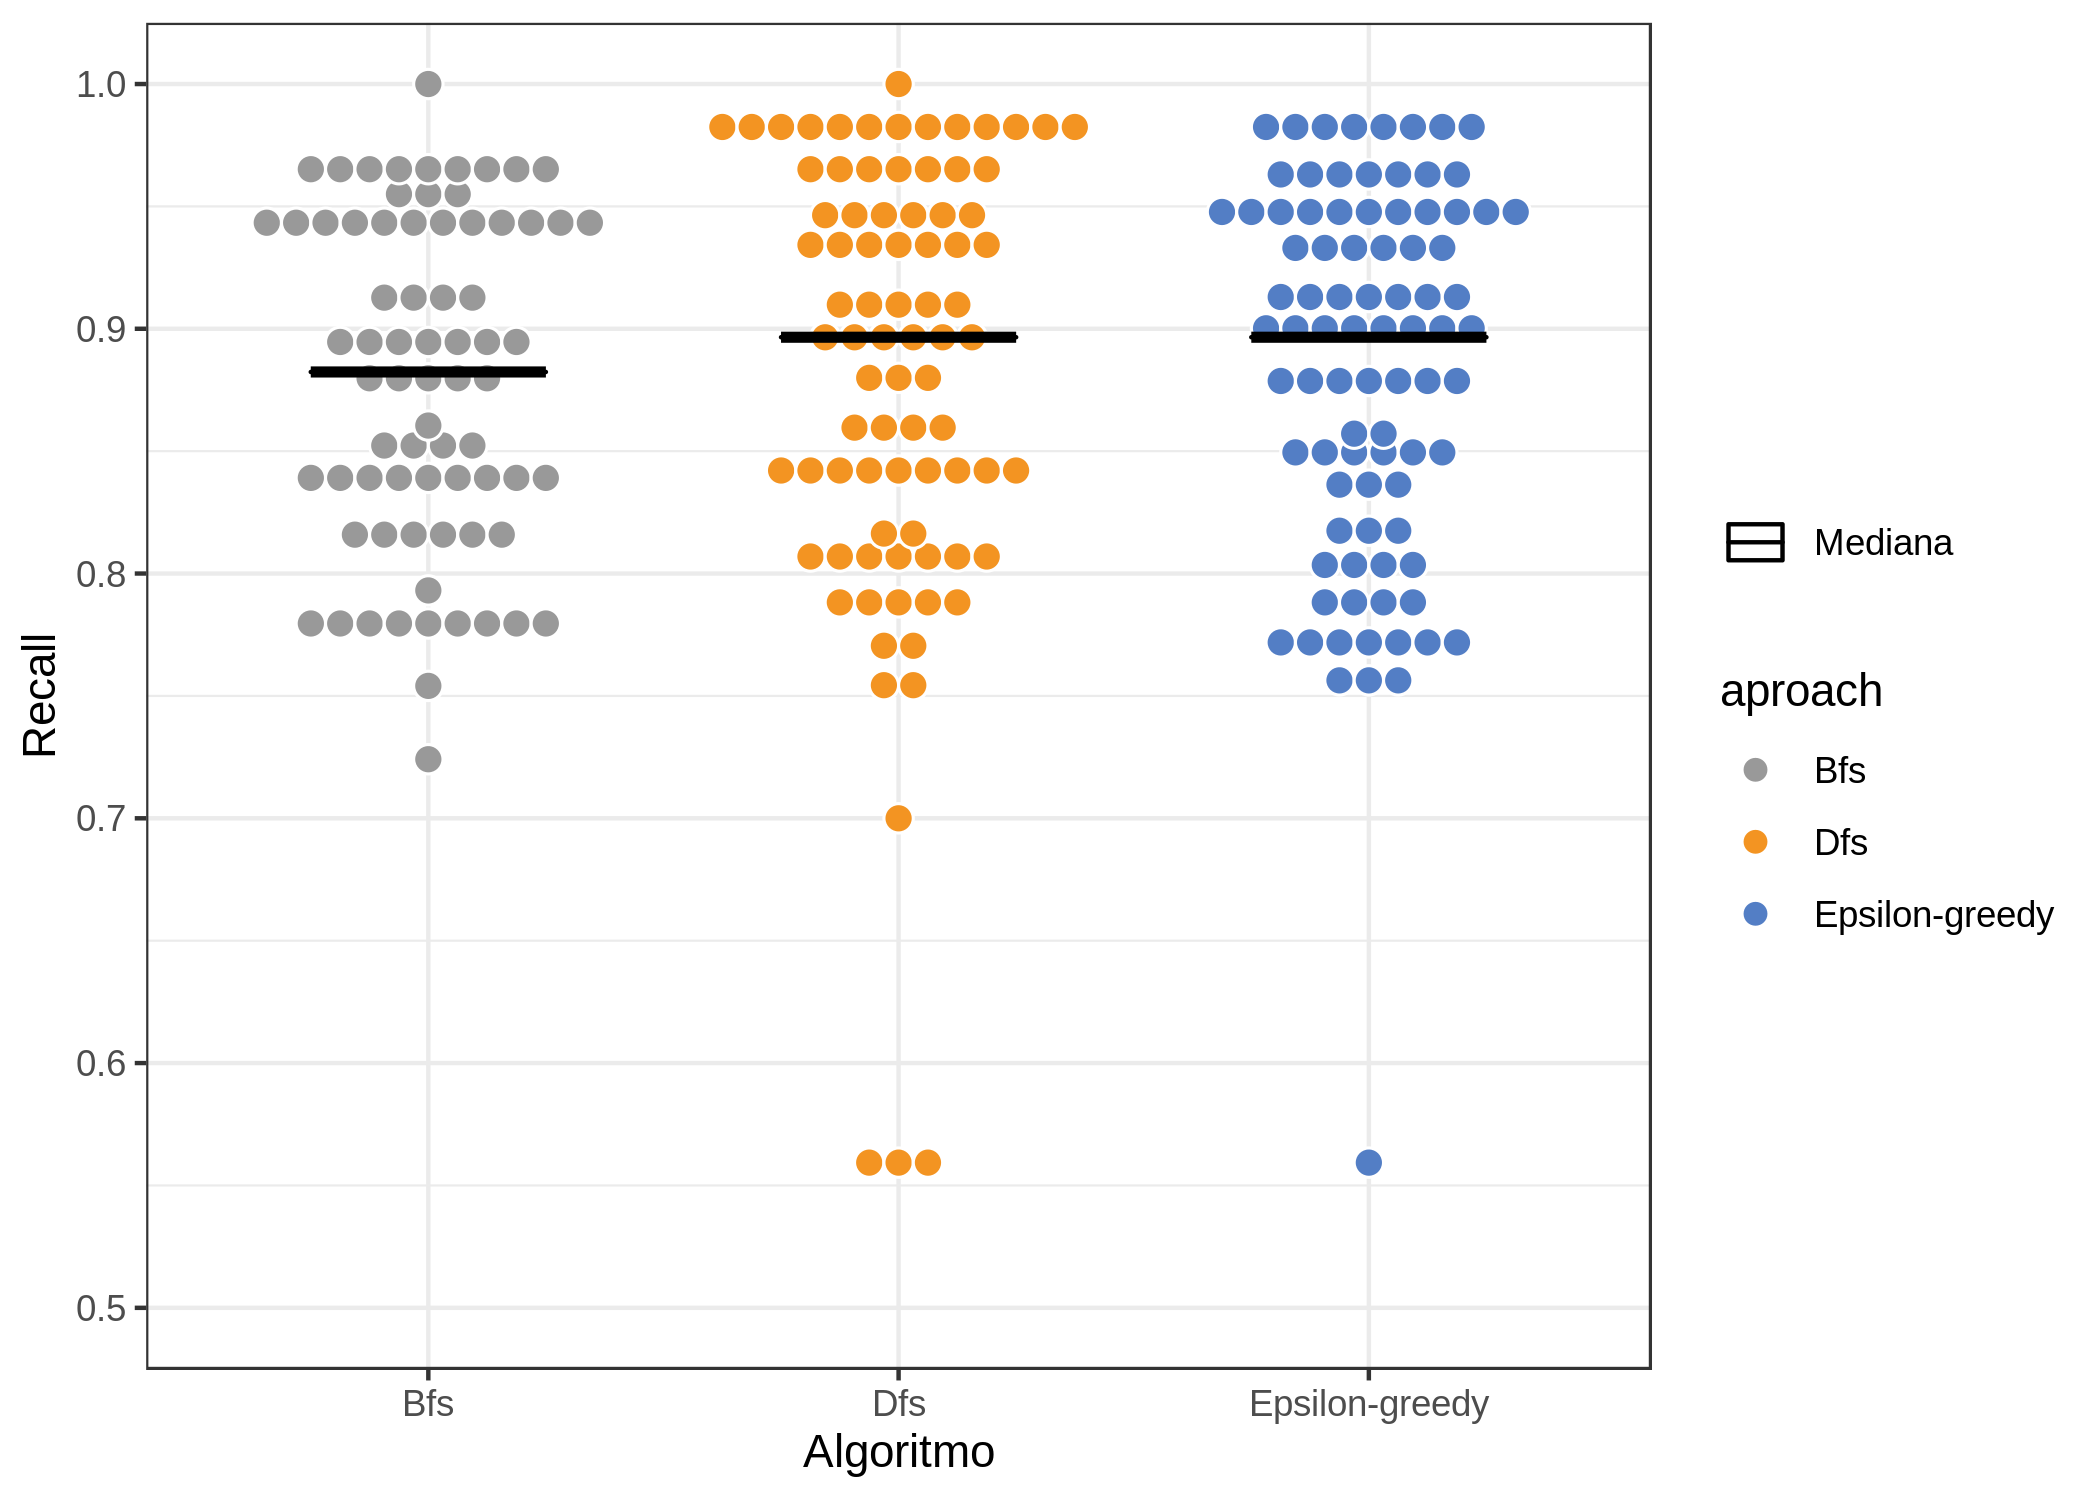 1.0
0.9
0.8
0.7
0.6
0.5
Recall
Bfs
Dfs
Epsilon-greedy
Algoritmo
Mediana
aproach
Bfs
Dfs
Epsilon-greedy